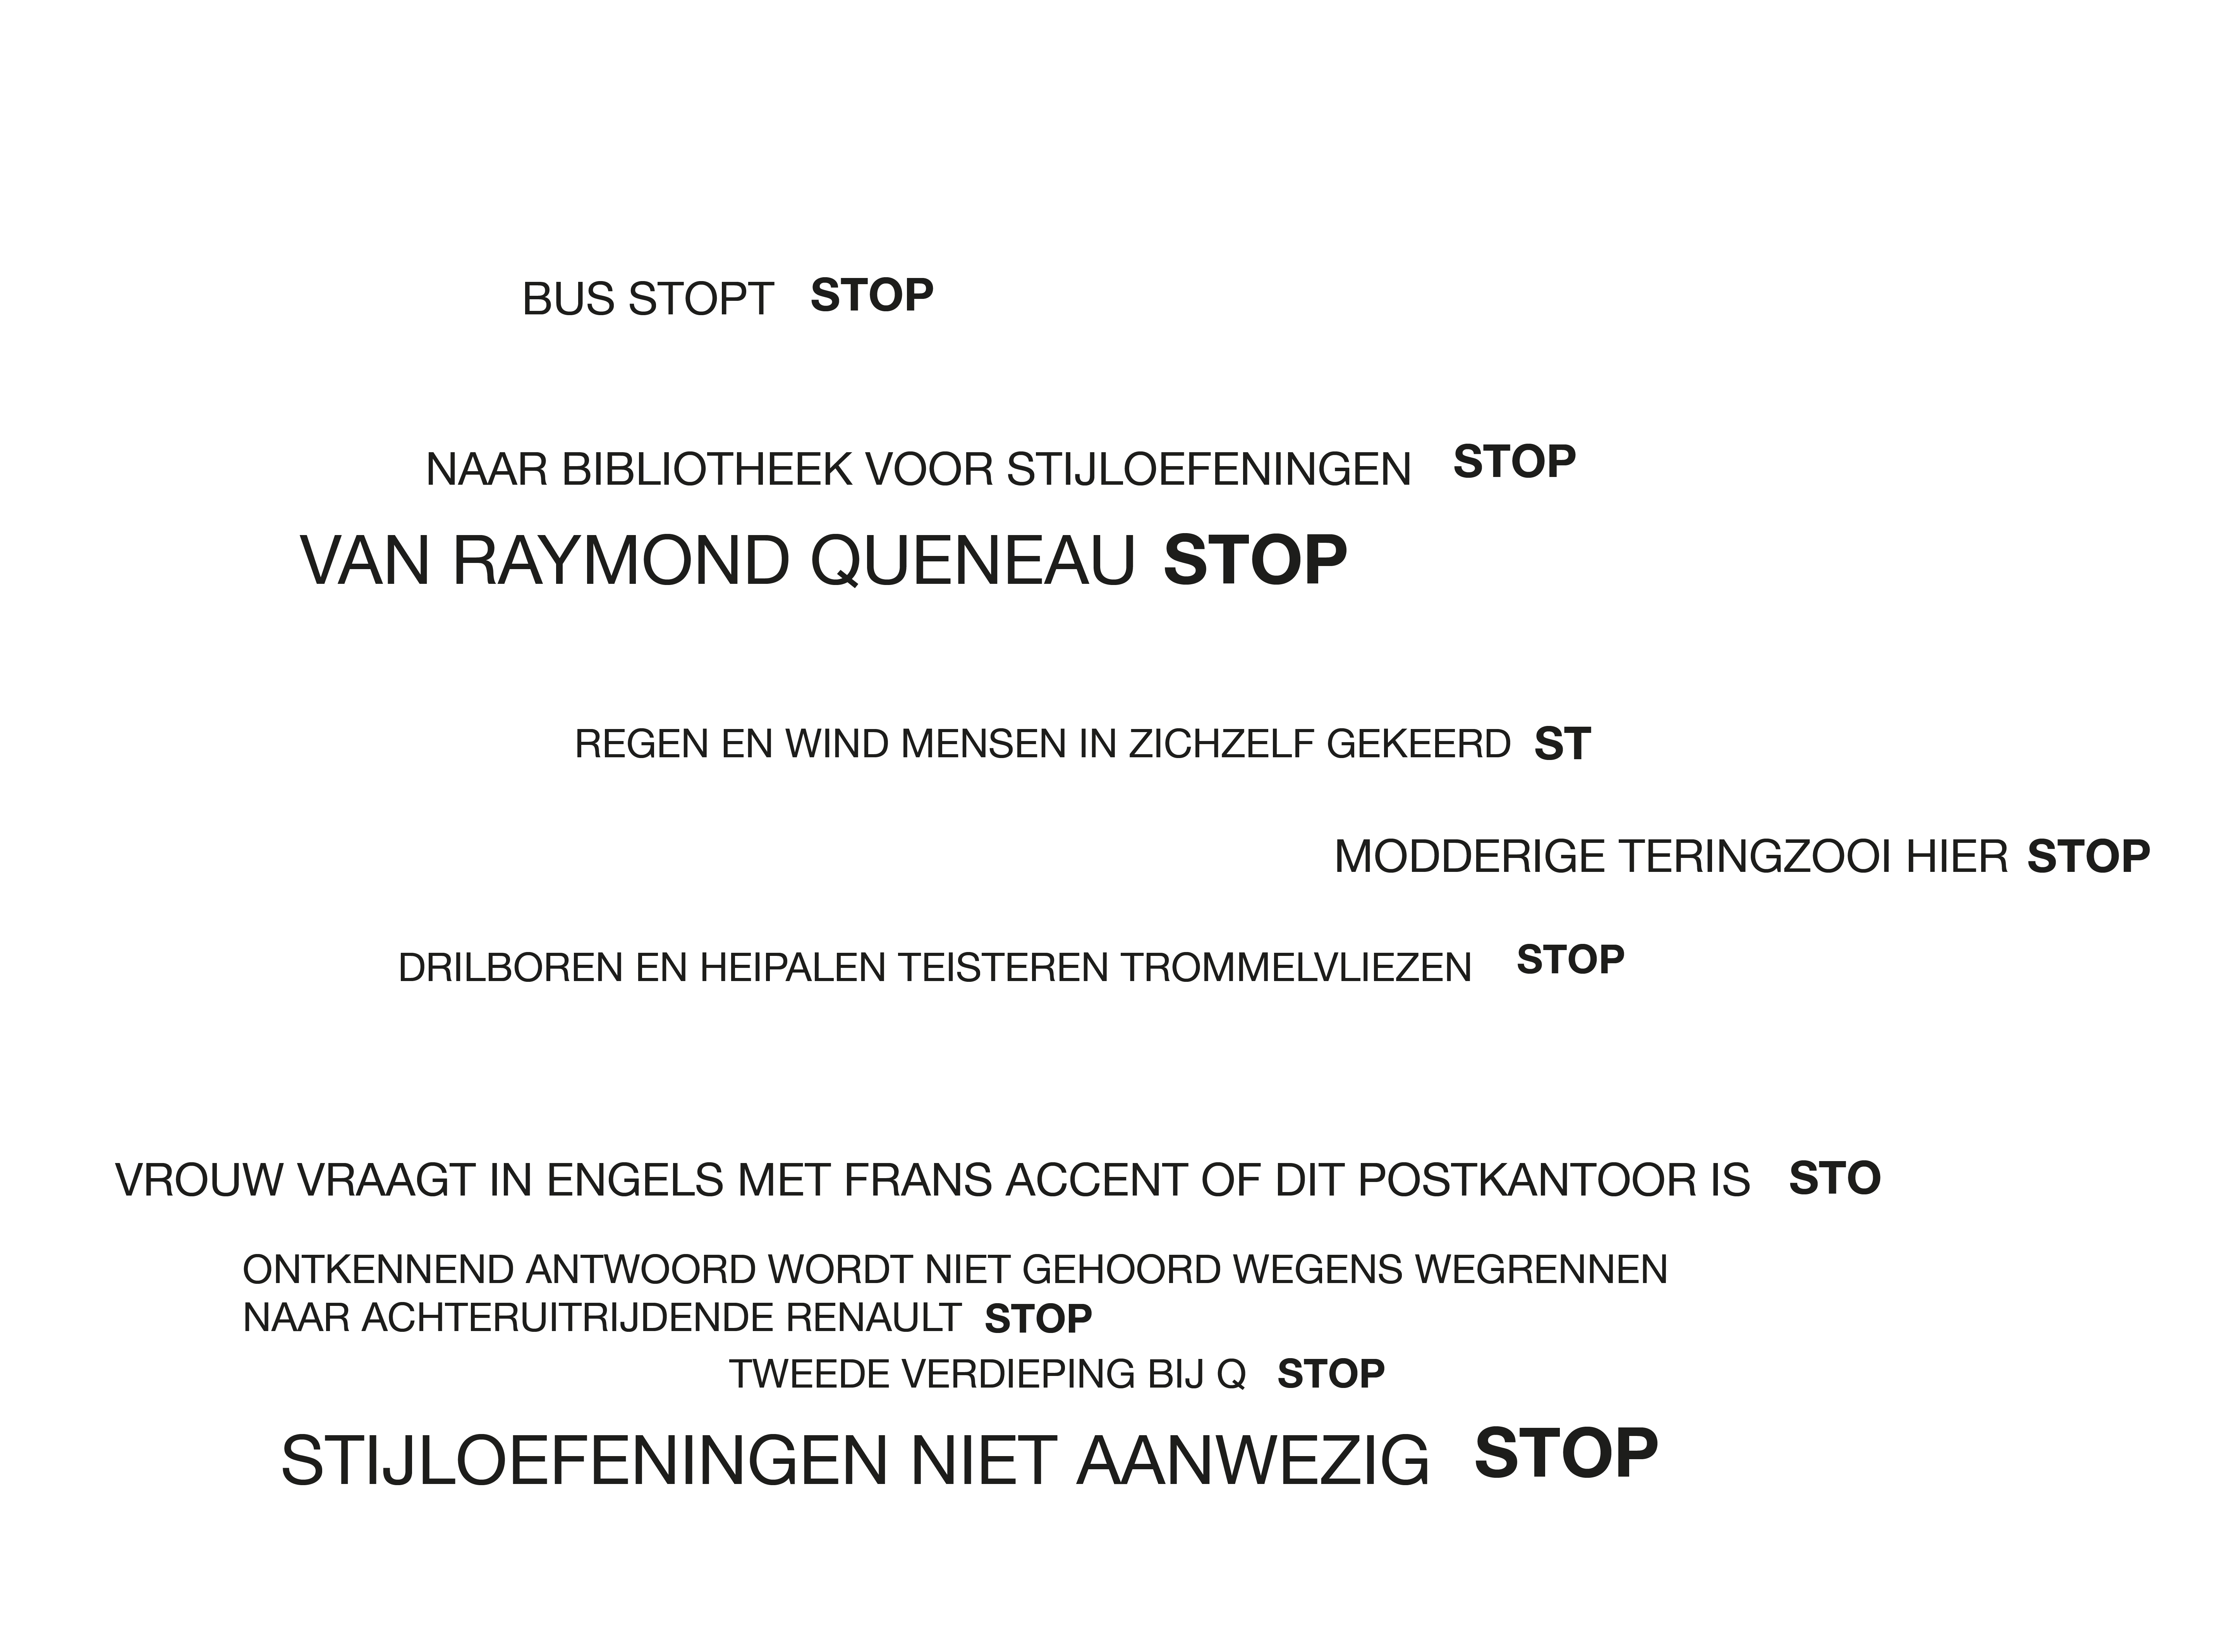 BUS STOPT STOP
NAAR BIBLIOTHEEK VOOR STIJLOEFENINGEN STOP
VAN RAYMOND QUENEAU STOP
REGEN EN WIND MENSEN IN ZICHZELF GEKEERD ST
MODDERIGE TERINGZOOI HIER STOP
DRILBOREN EN HEIPALEN TEISTEREN TROMMELVLIEZEN STOP
VROUW VRAAGT IN ENGELS MET FRANS ACCENT OF DIT POSTKANTOOR IS STO
ONTKENNEND ANTWOORD WORDT NIET GEHOORD WEGENS WEGRENNEN
NAAR ACHTERUITRIJDENDE RENAULT STOP
TWEEDE VERDIEPING BIJ Q STOP
STIJLOEFENINGEN NIET AANWEZIG STOP